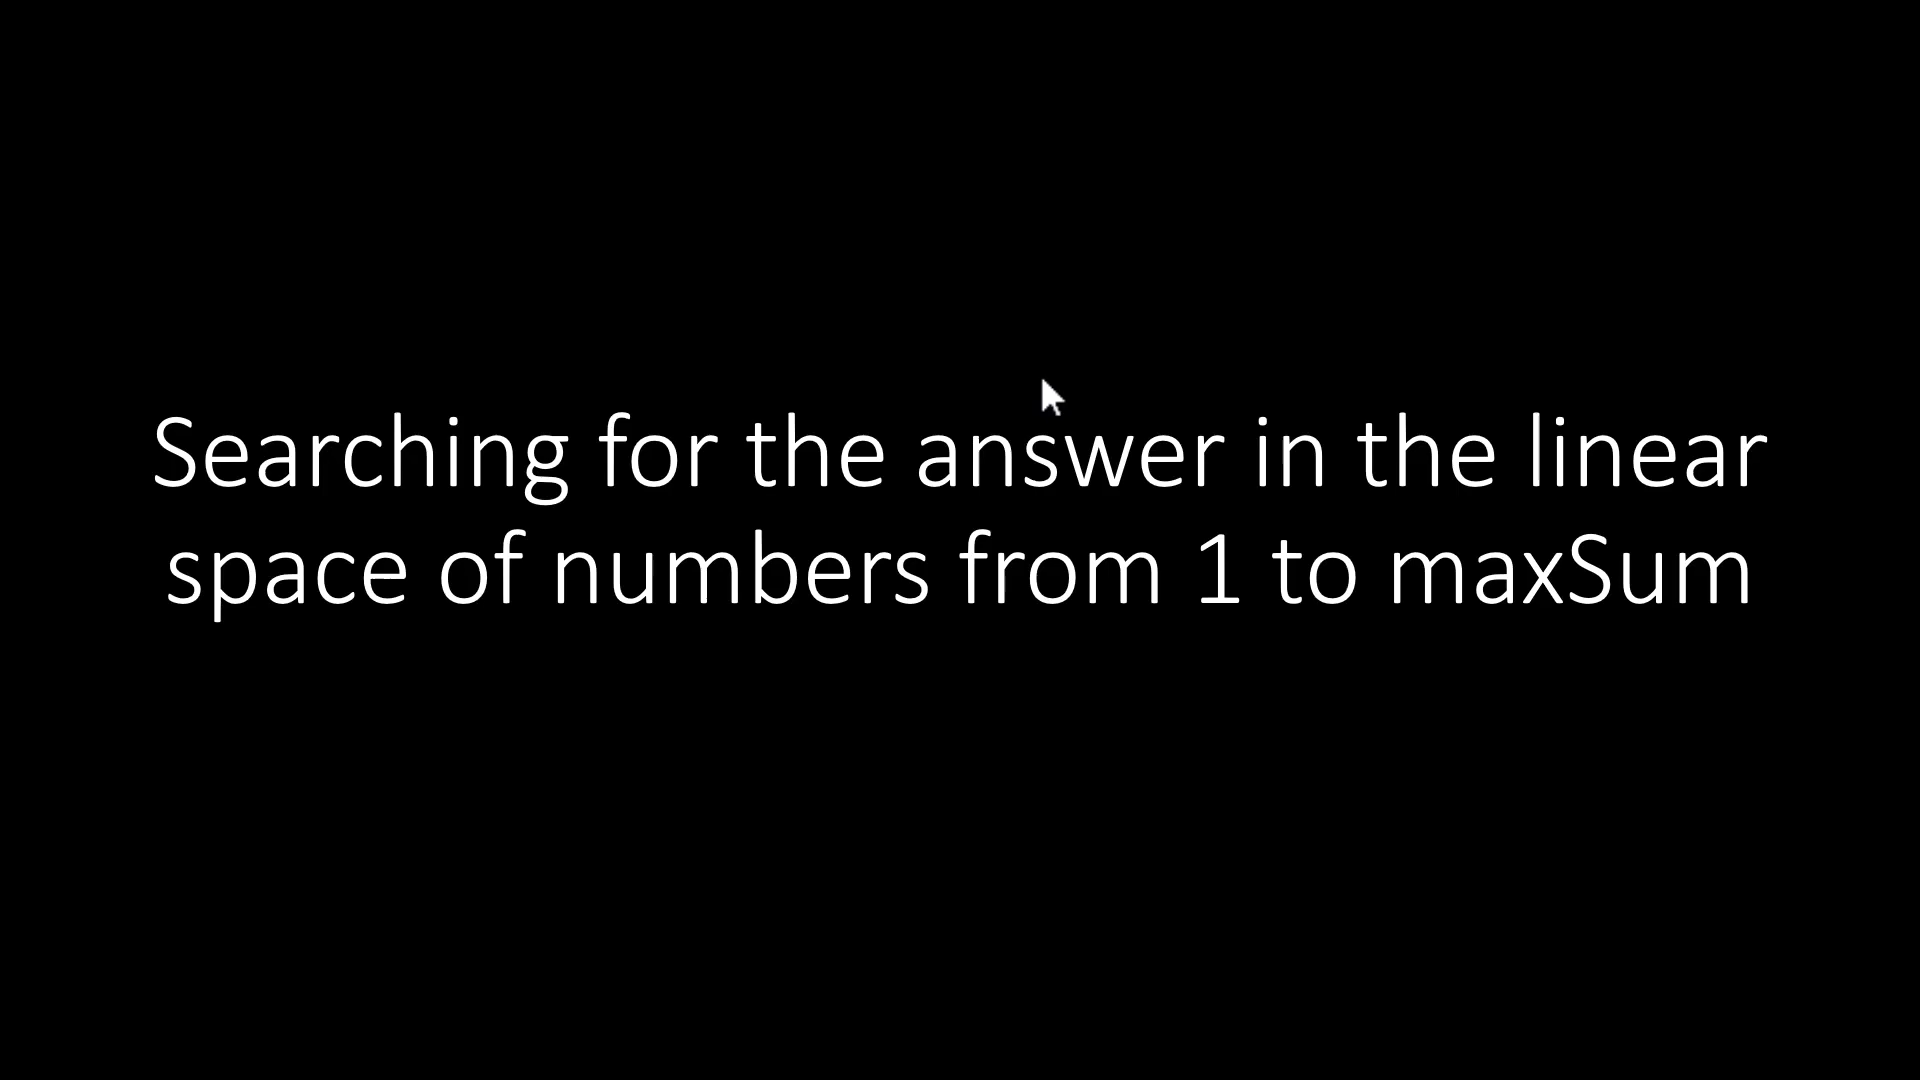 Searching for the answer in the linear
space of numbers from 1 to maxSum